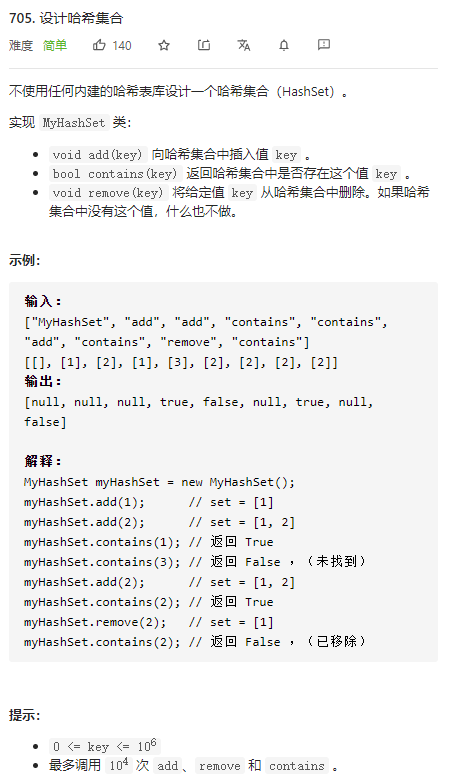 705. 设计哈希集合
难度 简单 140
不使用任何内建的哈希表库设计一个哈希集合（HashSet）。
实现 MyHashSet 类：
• void add(key) 向哈希集合中插入值 key 。
• bool contains(key) 返回哈希集合中是否存在这个值 key 。
• void remove(key) 将给定值 key 从哈希集合中删除。如果哈希
集合中没有这个值，什么也不做。
示例：
输入：
["MyHashSet", "add", "add", "contains", "contains",
"add", "contains", "remove", "contains"]
[[], [1], [2], [1], [3], [2], [2], [2], [2]]
输出：
[null, null, null, true, false, null, true, null,
false]
解释：
MyHashSet myHashSet = new MyHashSet();
myHashSet.add(1);      // set = [1]
myHashSet.add(2);      // set = [1, 2]
myHashSet.contains(1); // 返回 True
myHashSet.contains(3); // 返回 False ，（未找到）
myHashSet.add(2);      // set = [1, 2]
myHashSet.contains(2); // 返回 True
myHashSet.remove(2);   // set = [1]
myHashSet.contains(2); // 返回 False ，（已移除）
提示：
• 0 <= key <= 10⁶
• 最多调用 10⁴ 次 add 、remove 和 contains 。